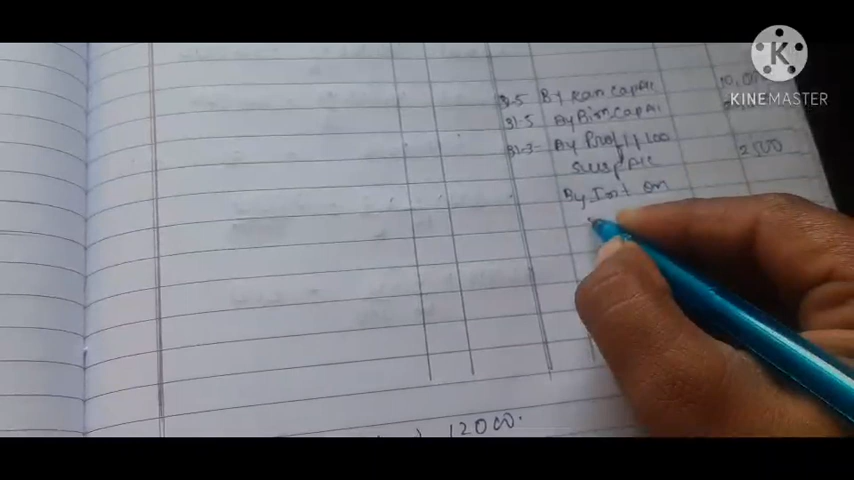 KINEMASTER
31-5 By Ram cap A/c 10,0
31-5 By Bim cap A/c
31-3- By Profit & loss
susp A/c 2500
By Int on
12000.